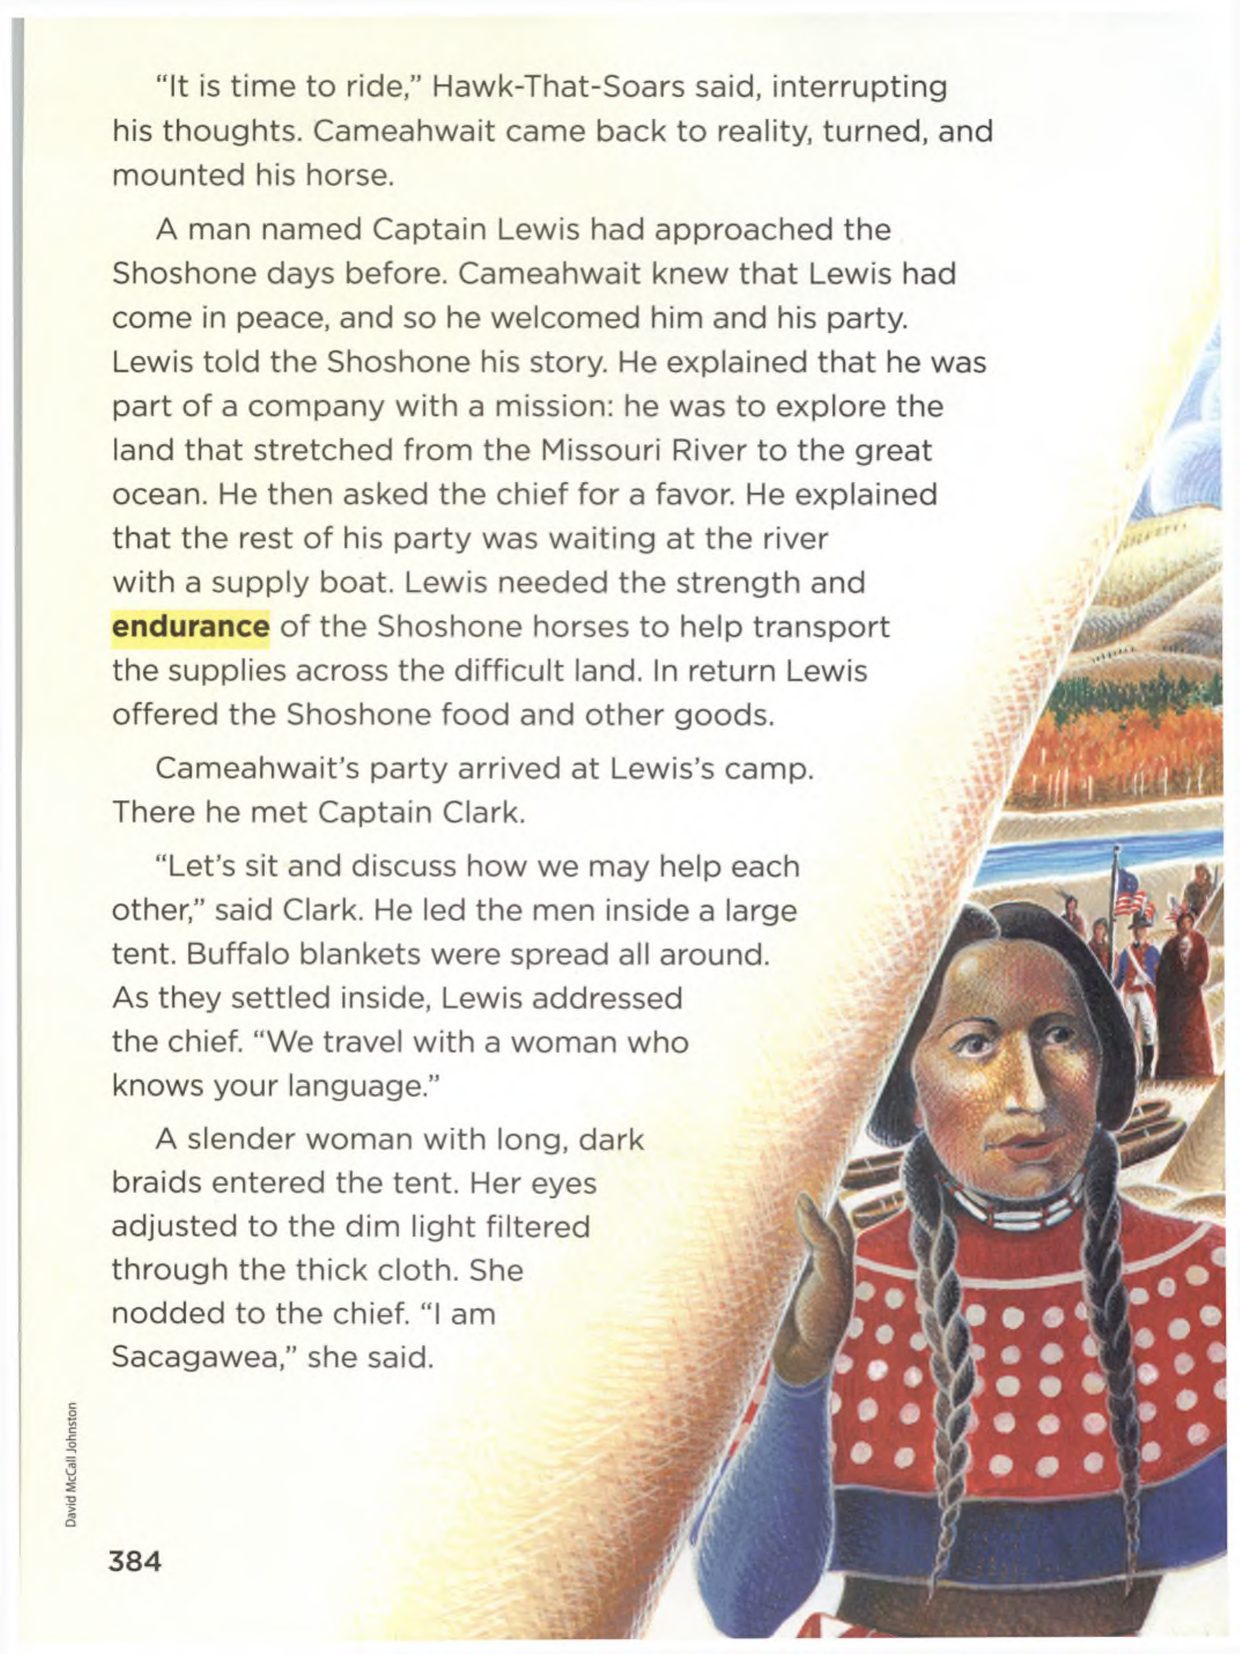 “It is time to ride,” Hawk-That-Soars said, interrupting
his thoughts. Cameahwait came back to reality, turned, and
mounted his horse.
A man named Captain Lewis had approached the
Shoshone days before. Cameahwait knew that Lewis had
come in peace, and so he welcomed him and his party.
Lewis told the Shoshone his story. He explained that he was
part of a company with a mission: he was to explore the
land that stretched from the Missouri River to the great
ocean. He then asked the chief for a favor. He explained
that the rest of his party was waiting at the river
with a supply boat. Lewis needed the strength and
endurance of the Shoshone horses to help transport
the supplies across the difficult land. In return Lewis
offered the Shoshone food and other goods.
Cameahwait’s party arrived at Lewis’s camp.
There he met Captain Clark.
“Let’s sit and discuss how we may help each
other,” said Clark. He led the men inside a large
tent. Buffalo blankets were spread all around.
As they settled inside, Lewis addressed
the chief. “We travel with a woman who
knows your language.”
A slender woman with long, dark
braids entered the tent. Her eyes
adjusted to the dim light filtered
through the thick cloth. She
nodded to the chief. “I am
Sacagawea,” she said.
David McCall Johnston
384